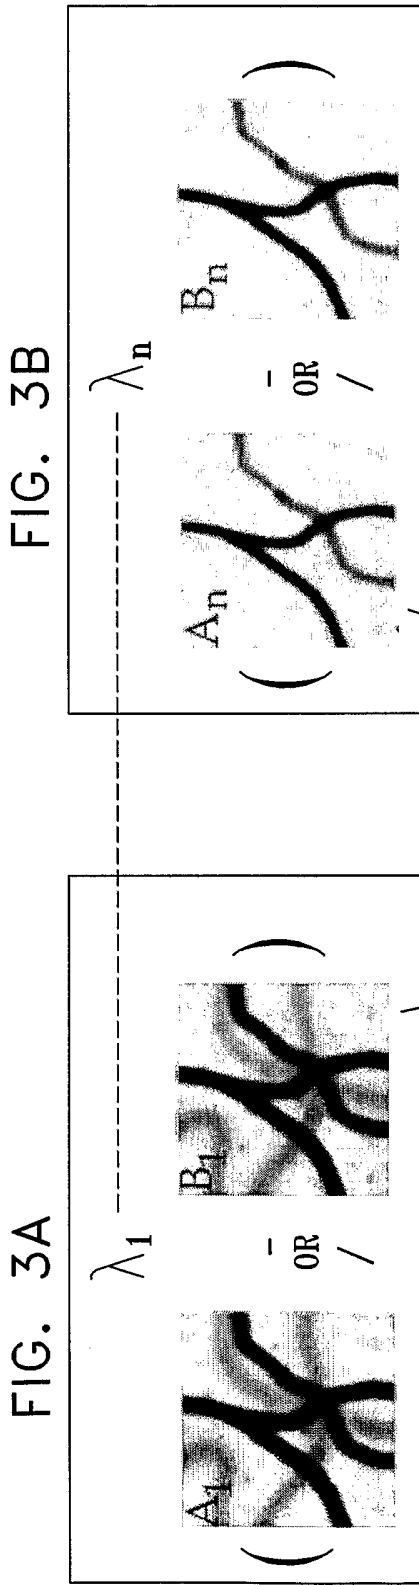 FIG. 3A
λ1
A1
- OR /
B1
FIG. 3B
λn
An
- OR /
Bn